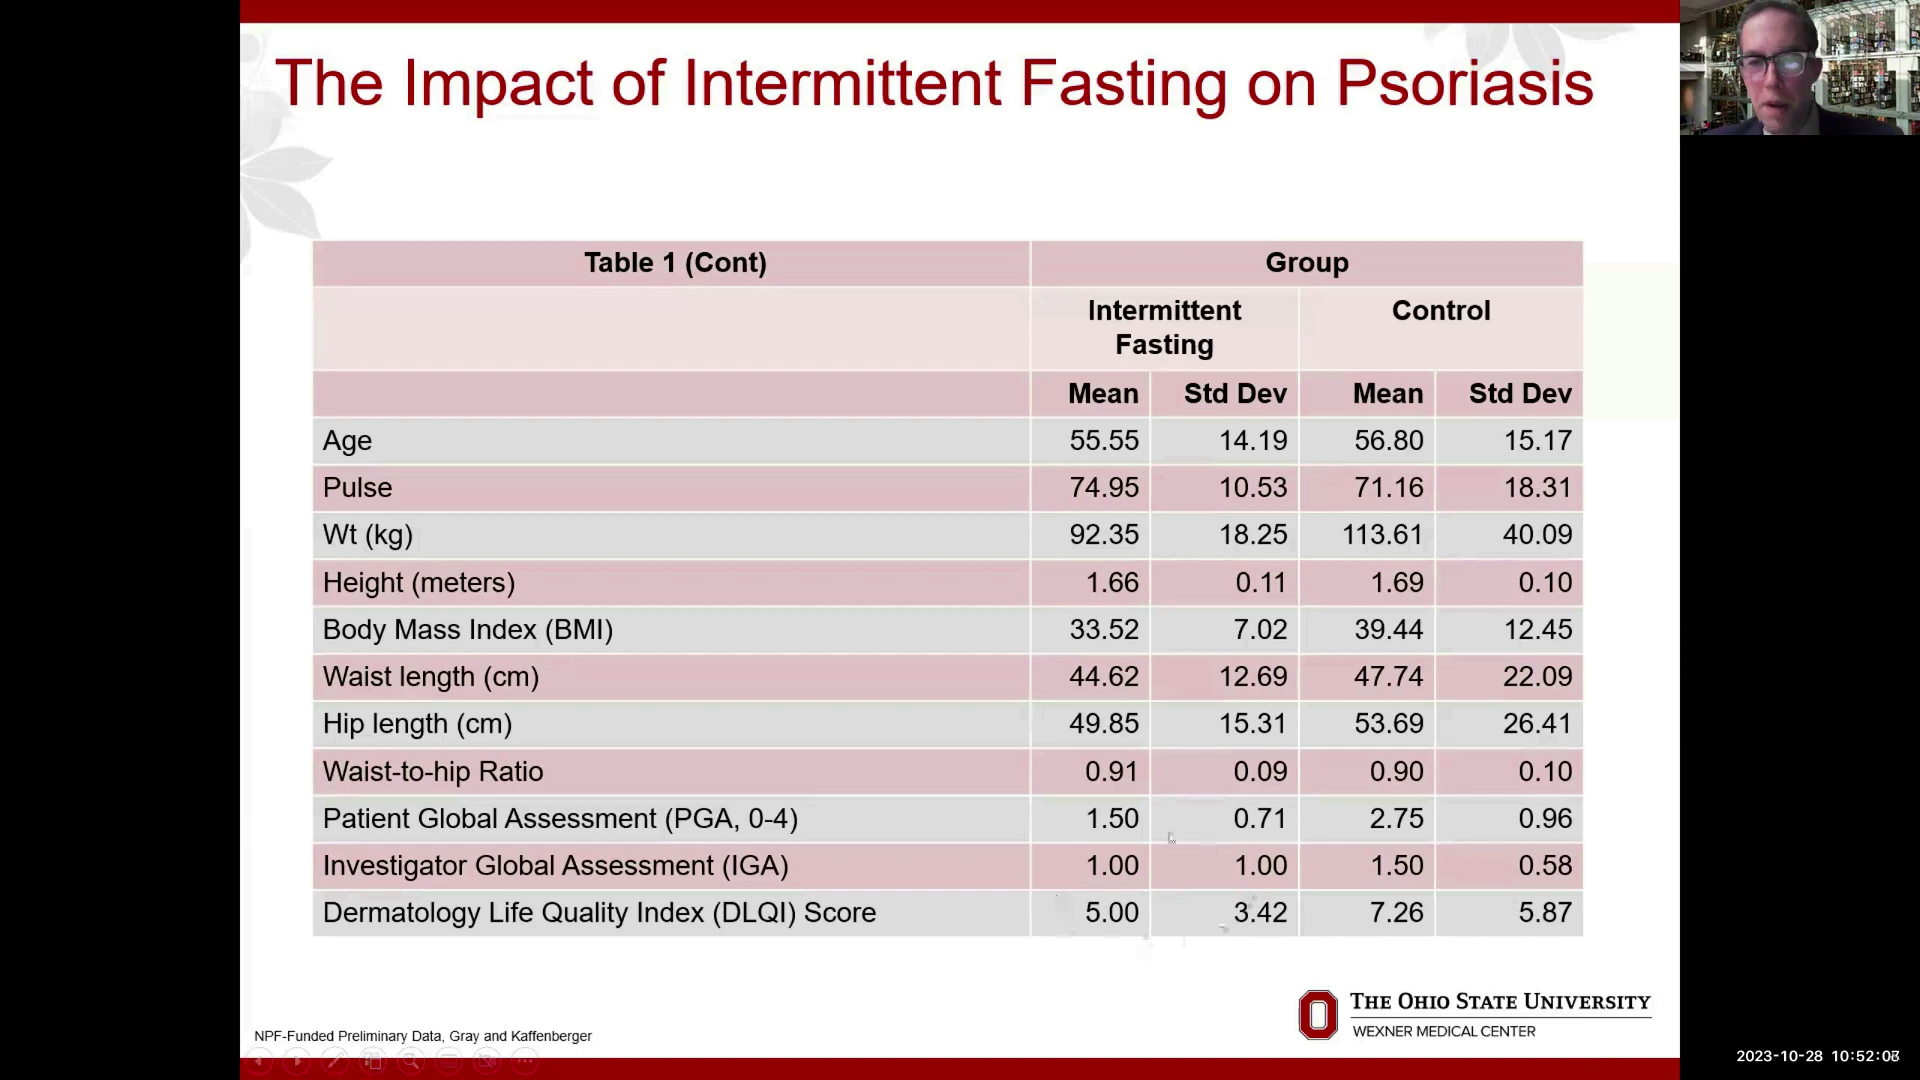 The Impact of Intermittent Fasting on Psoriasis
Table 1 (Cont) Group
Intermittent Fasting Control
Mean Std Dev Mean Std Dev
Age 55.55 14.19 56.80 15.17
Pulse 74.95 10.53 71.16 18.31
Wt (kg) 92.35 18.25 113.61 40.09
Height (meters) 1.66 0.11 1.69 0.10
Body Mass Index (BMI) 33.52 7.02 39.44 12.45
Waist length (cm) 44.62 12.69 47.74 22.09
Hip length (cm) 49.85 15.31 53.69 26.41
Waist-to-hip Ratio 0.91 0.09 0.90 0.10
Patient Global Assessment (PGA, 0-4) 1.50 0.71 2.75 0.96
Investigator Global Assessment (IGA) 1.00 1.00 1.50 0.58
Dermatology Life Quality Index (DLQI) Score 5.00 3.42 7.26 5.87
THE OHIO STATE UNIVERSITY
WEXNER MEDICAL CENTER
NPF-Funded Preliminary Data, Gray and Kaffenberger
2023-10-28